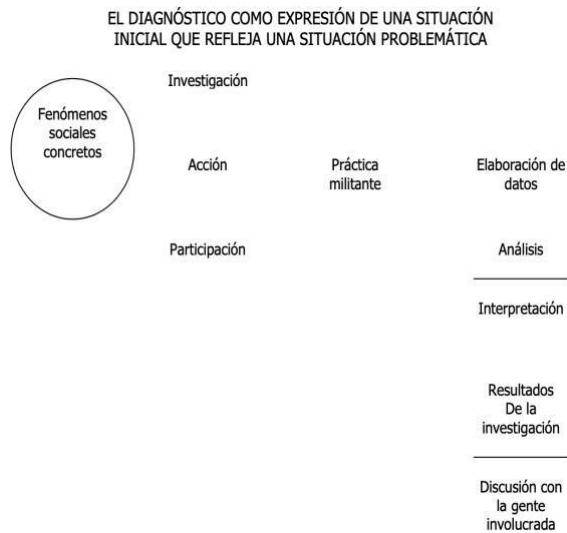 EL DIAGNÓSTICO COMO EXPRESIÓN DE UNA SITUACIÓN
INICIAL QUE REFLEJA UNA SITUACIÓN PROBLEMÁTICA
Investigación
Fenómenos
sociales
concretos
Acción
Práctica
militante
Elaboración de
datos
Participación
Análisis
Interpretación
Resultados
De la
investigación
Discusión con
la gente
involucrada